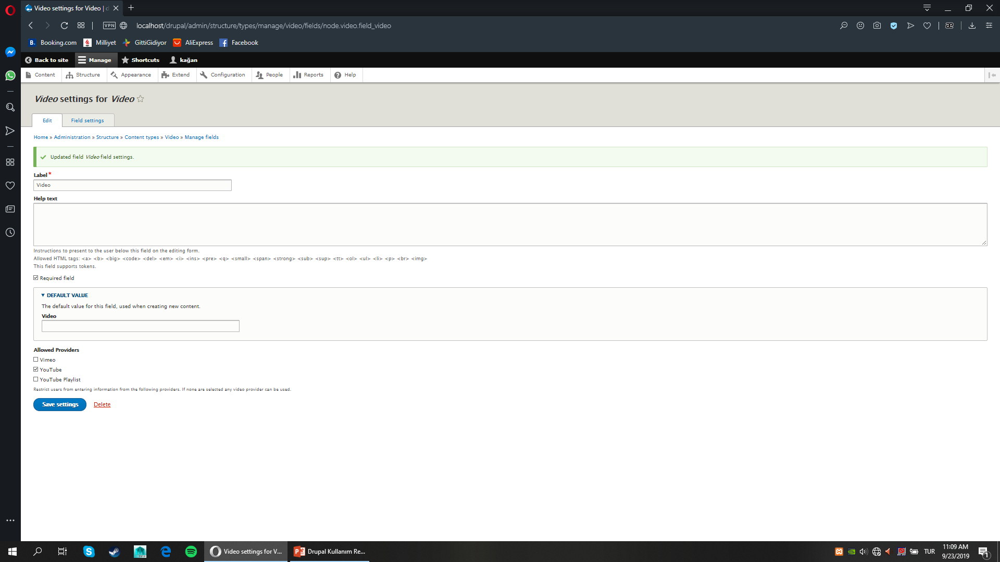 Video settings for Video | d
VPN
localhost/drupal/admin/structure/types/manage/video/fields/node.video.field_video
Booking.com Milliyet GittiGidiyor AliExpress Facebook
Back to site Manage Shortcuts kağan
Content Structure Appearance Extend Configuration People Reports Help
Video settings for Video
Edit Field settings
Home » Administration » Structure » Content types » Video » Manage fields
Updated field Video field settings.
Label *
Video
Help text
Instructions to present to the user below this field on the editing form.
Allowed HTML tags: <a> <b> <big> <code> <del> <em> <i> <ins> <pre> <q> <small> <span> <strong> <sub> <sup> <tt> <ol> <ul> <li> <p> <br> <img>
This field supports tokens.
Required field
DEFAULT VALUE
The default value for this field, used when creating new content.
Video
Allowed Providers
Vimeo
YouTube
YouTube Playlist
Restrict users from entering information from the following providers. If none are selected any video provider can be used.
Save settings Delete
Video settings for V... Drupal Kullanım Re... TUR 11:09 AM
9/23/2019 1